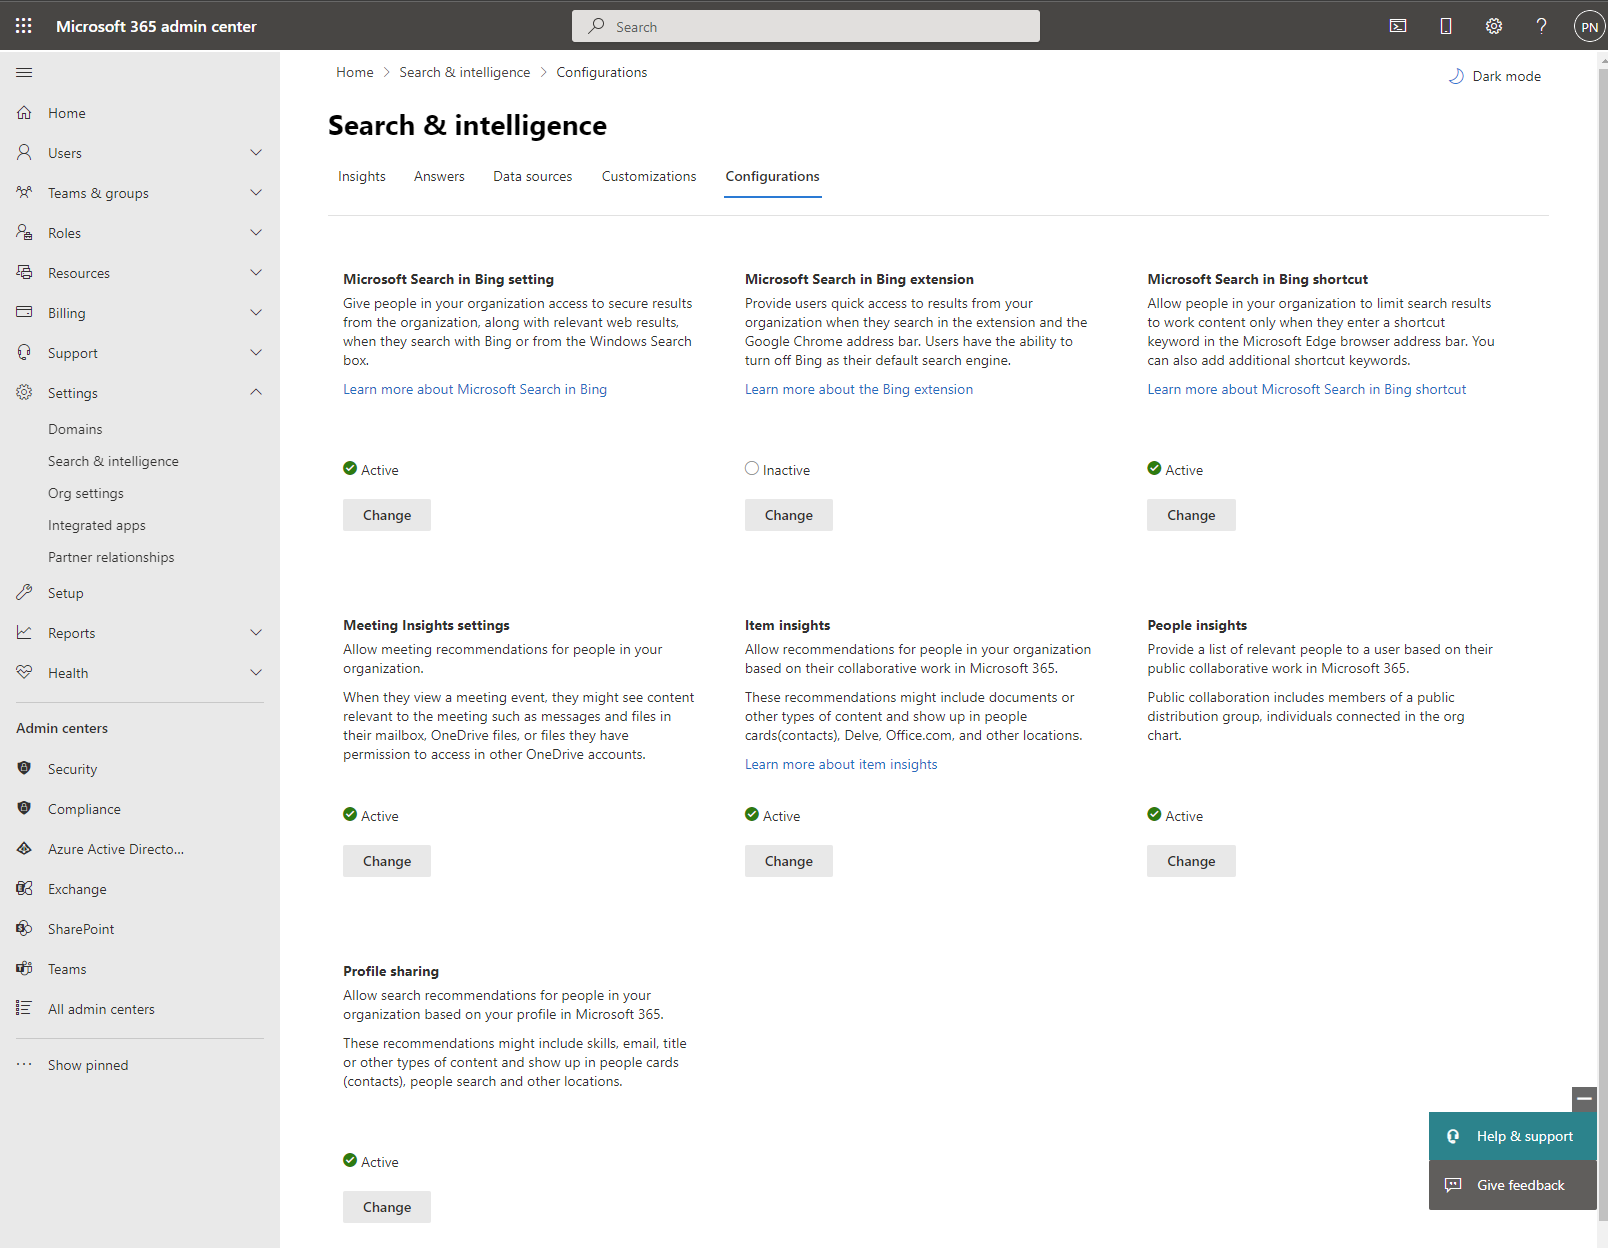 Microsoft 365 admin center
Search
PN
Home
Users
Teams & groups
Roles
Resources
Billing
Support
Settings
Domains
Search & intelligence
Org settings
Integrated apps
Partner relationships
Setup
Reports
Health
Admin centers
Security
Compliance
Azure Active Directo...
Exchange
SharePoint
Teams
All admin centers
Show pinned
Home > Search & intelligence > Configurations
Dark mode
Search & intelligence
Insights Answers Data sources Customizations Configurations
Microsoft Search in Bing setting
Give people in your organization access to secure results
from the organization, along with relevant web results,
when they search with Bing or from the Windows Search
box.
Learn more about Microsoft Search in Bing
Active
Change
Microsoft Search in Bing extension
Provide users quick access to results from your
organization when they search in the extension and the
Google Chrome address bar. Users have the ability to
turn off Bing as their default search engine.
Learn more about the Bing extension
Inactive
Change
Microsoft Search in Bing shortcut
Allow people in your organization to limit search results
to work content only when they enter a shortcut
keyword in the Microsoft Edge browser address bar. You
can also add additional shortcut keywords.
Learn more about Microsoft Search in Bing shortcut
Active
Change
Meeting Insights settings
Allow meeting recommendations for people in your
organization.
When they view a meeting event, they might see content
relevant to the meeting such as messages and files in
their mailbox, OneDrive files, or files they have
permission to access in other OneDrive accounts.
Active
Change
Item insights
Allow recommendations for people in your organization
based on their collaborative work in Microsoft 365.
These recommendations might include documents or
other types of content and show up in people
cards(contacts), Delve, Office.com, and other locations.
Learn more about item insights
Active
Change
People insights
Provide a list of relevant people to a user based on their
public collaborative work in Microsoft 365.
Public collaboration includes members of a public
distribution group, individuals connected in the org
chart.
Active
Change
Profile sharing
Allow search recommendations for people in your
organization based on your profile in Microsoft 365.
These recommendations might include skills, email, title
or other types of content and show up in people cards
(contacts), people search and other locations.
Active
Change
Help & support
Give feedback